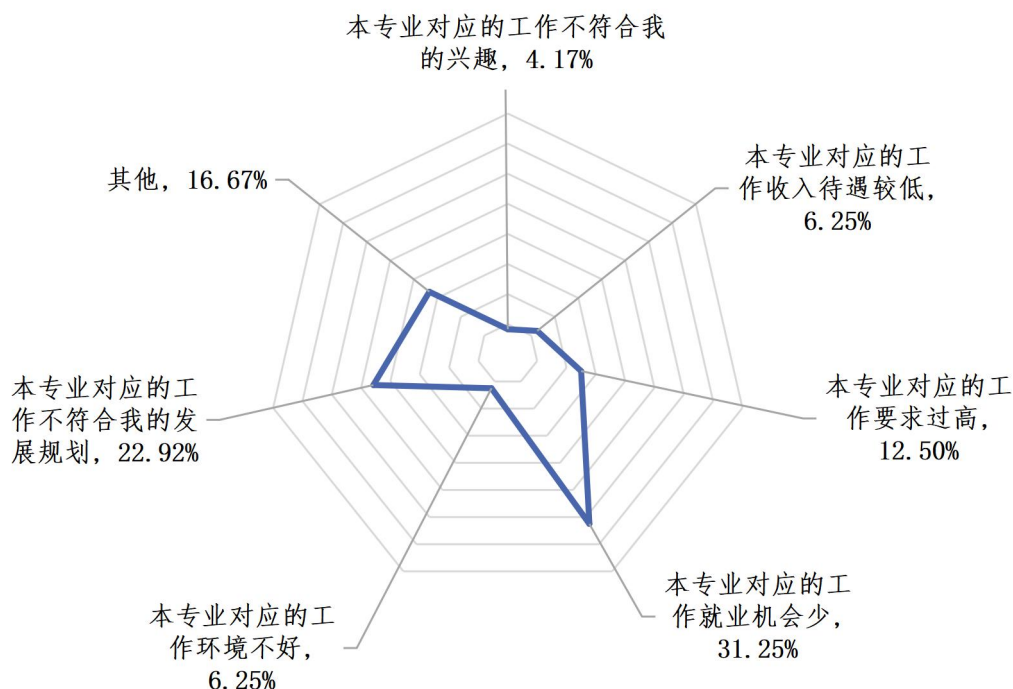 本专业对应的工作不符合我
的兴趣，4.17%
本专业对应的工
作收入待遇较低，
6.25%
本专业对应的工
作要求过高，
12.50%
本专业对应的工
作就业机会少，
31.25%
本专业对应的工
作环境不好，
6.25%
本专业对应的工
作不符合我的发
展规划，22.92%
其他，16.67%